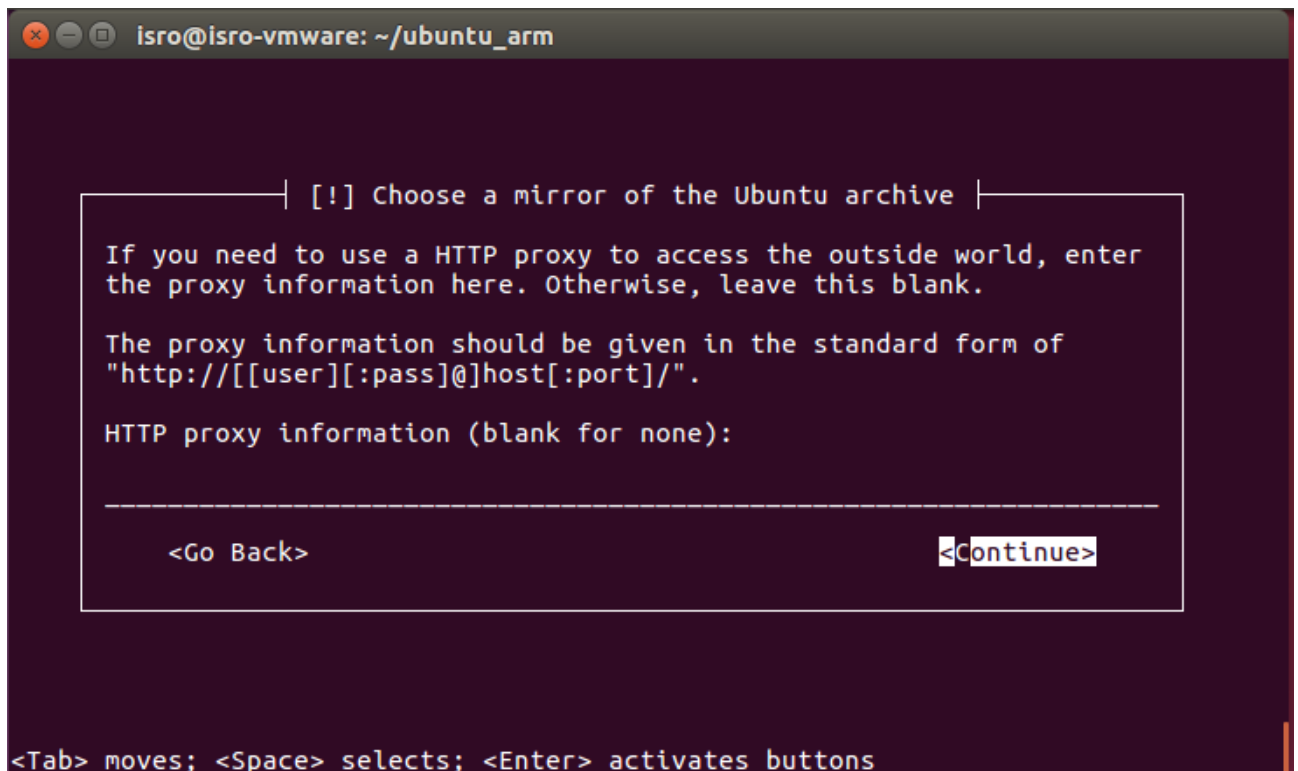 isro@isro-vmware: ~/ubuntu_arm
[!] Choose a mirror of the Ubuntu archive
If you need to use a HTTP proxy to access the outside world, enter
the proxy information here. Otherwise, leave this blank.
The proxy information should be given in the standard form of
"http://[[user][:pass]@]host[:port]/".
HTTP proxy information (blank for none):
<Go Back> <Continue>
<Tab> moves; <Space> selects; <Enter> activates buttons